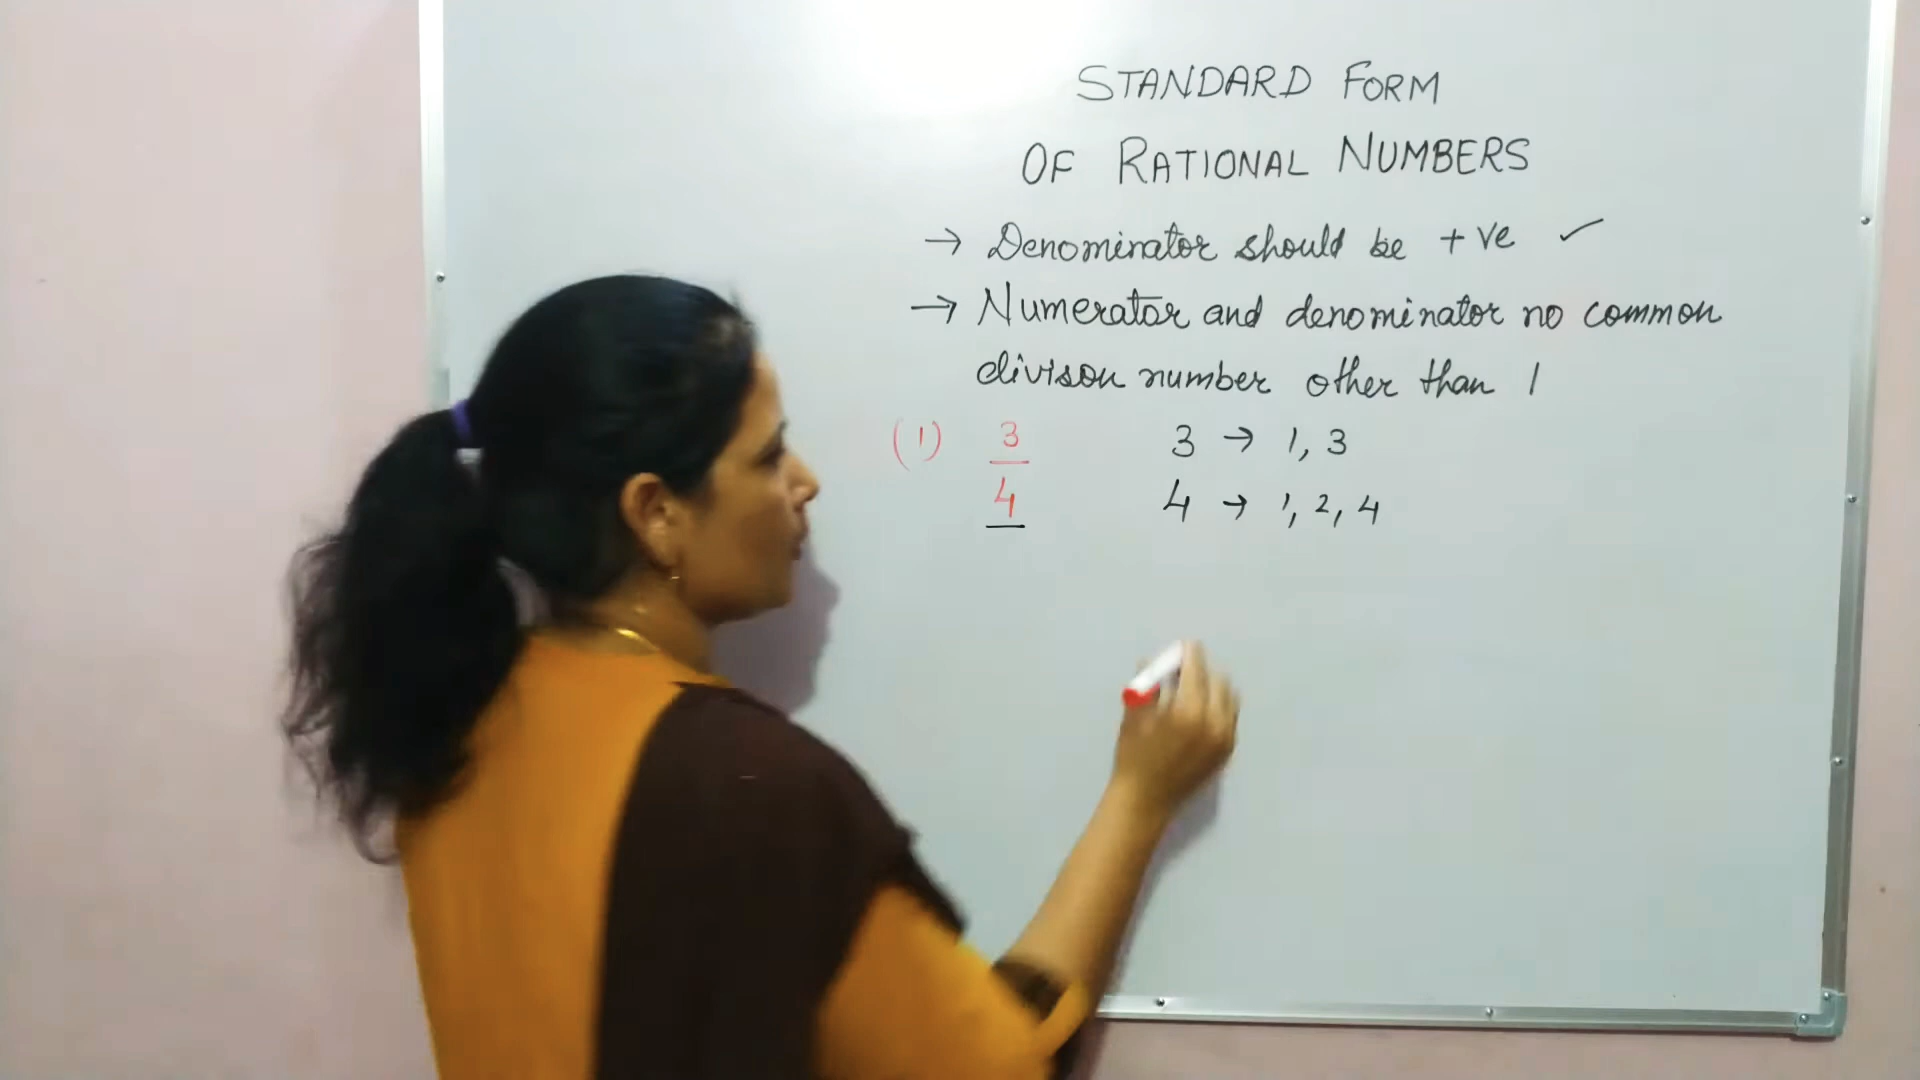 STANDARD FORM
OF RATIONAL NUMBERS
→ Denominator should be +ve ✓
→ Numerator and denominator no common
divison number other than 1
(1) 3/4
3 → 1, 3
4 → 1, 2, 4